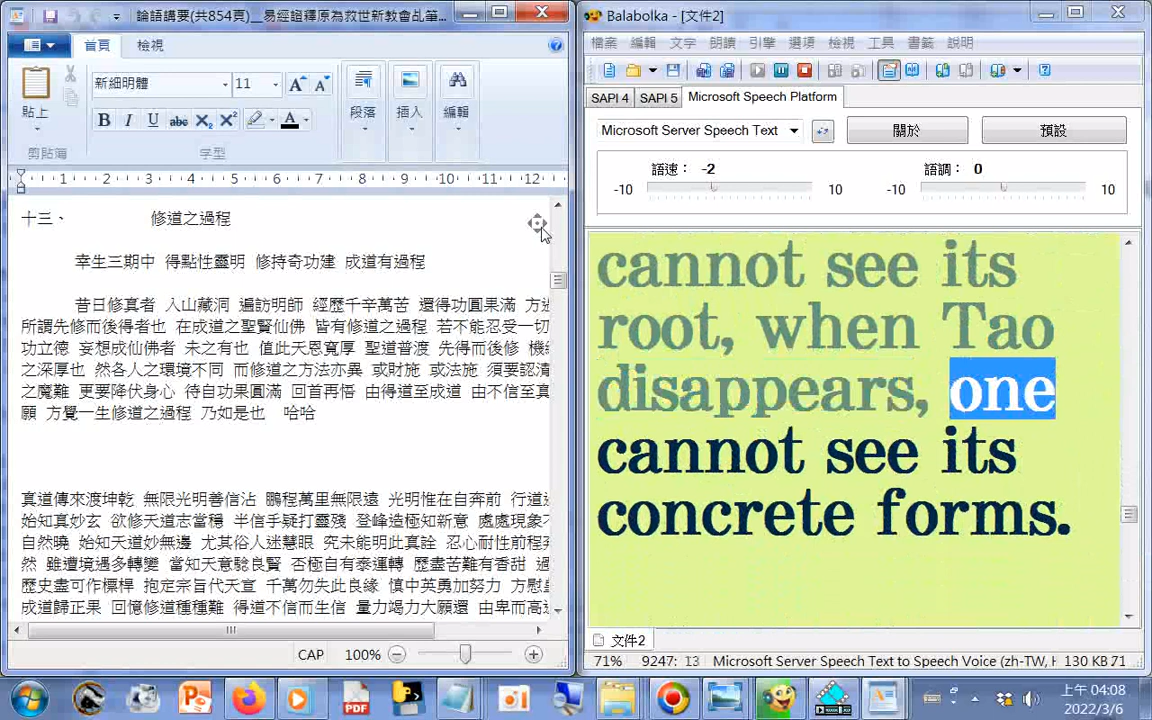 論語講要(共854頁)__易經證釋原為救世新教會乩筆...
首頁 檢視
新細明體 11
貼上 段落 插入 編輯
剪貼簿 字型
1 2 3 4 5 6 7 8 9 10 11 12
十三、 修道之過程
幸生三期中 得點性靈明 修持奇功建 成道有過程
昔日修真者 入山藏洞 遍訪明師 經歷千辛萬苦 還得功圓果滿 方
所謂先修而後得者也 在成道之聖賢仙佛 皆有修道之過程 若不能忍受一切
功立德 妄想成仙佛者 未之有也 值此天恩寬厚 聖道普渡 先得而後修 機
之深厚也 然各人之環境不同 而修道之方法亦異 或財施 或法施 須要認清
之魔難 更要降伏身心 待自功果圓滿 回首再悟 由得道至成道 由不信至真
願 方覺一生修道之過程 乃如是也 哈哈
真道傳來渡坤乾 無限光明善信沾 鵬程萬里無限遠 光明惟在自奔前 行道
始知真妙玄 欲修天道志當穩 半信半疑打靈殘 登峰造極知新意 處處現象
自然曉 始知天道妙無邊 尤其俗人迷慧眼 究未能明此真詮 忍心耐性前程
然 雖遭境遇多轉變 當知天意騐良賢 否極自有泰運轉 歷盡苦難有香甜
歷史盡可作標桿 抱定宗旨代天宣 千萬勿失此良緣 慎中英勇加努力 方慰
成道歸正果 回憶修道種種難 得道不信而生信 量力竭力大願還 由卑而高
CAP 100%
Balabolka - [文件2]
檔案 編輯 文字 朗讀 引擎 選項 檢視 工具 書籤 說明
SAPI 4 SAPI 5 Microsoft Speech Platform
Microsoft Server Speech Text 關於 預設
語速： -2 語調： 0
-10 10 -10 10
cannot see its
root, when Tao
disappears, one
cannot see its
concrete forms.
文件2
71% 9247: 13 Microsoft Server Speech Text to Speech Voice (zh-TW, H 130 KB 71
上午 04:08
2022/3/6